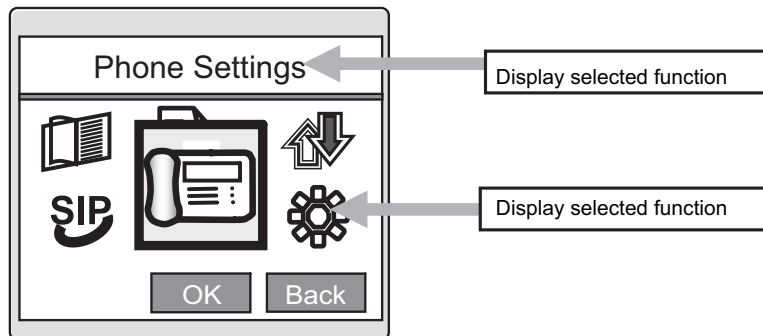 Phone Settings
Display selected function
SIP
Display selected function
OK Back